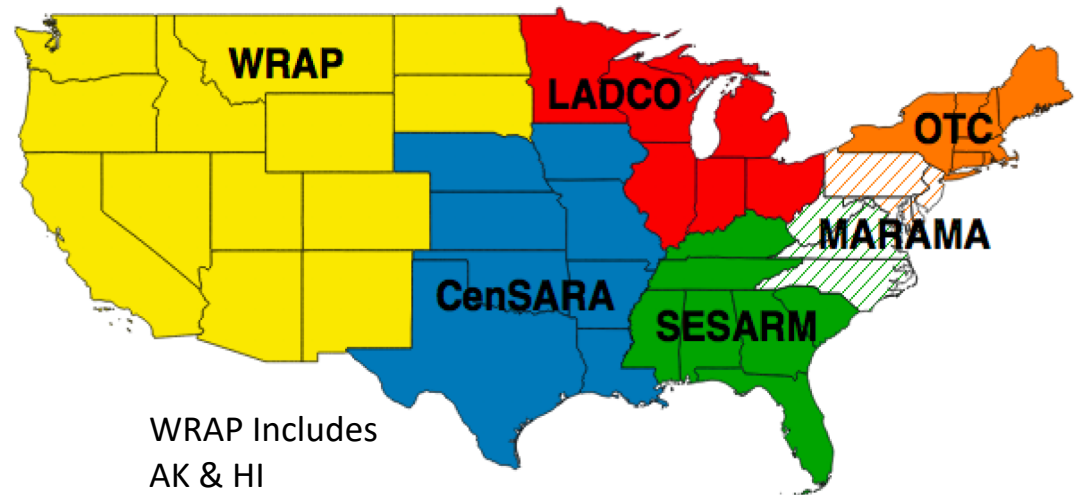 WRAP
LADCO
OTC
MARAMA
CenSARA
SESARM
WRAP Includes
AK & HI